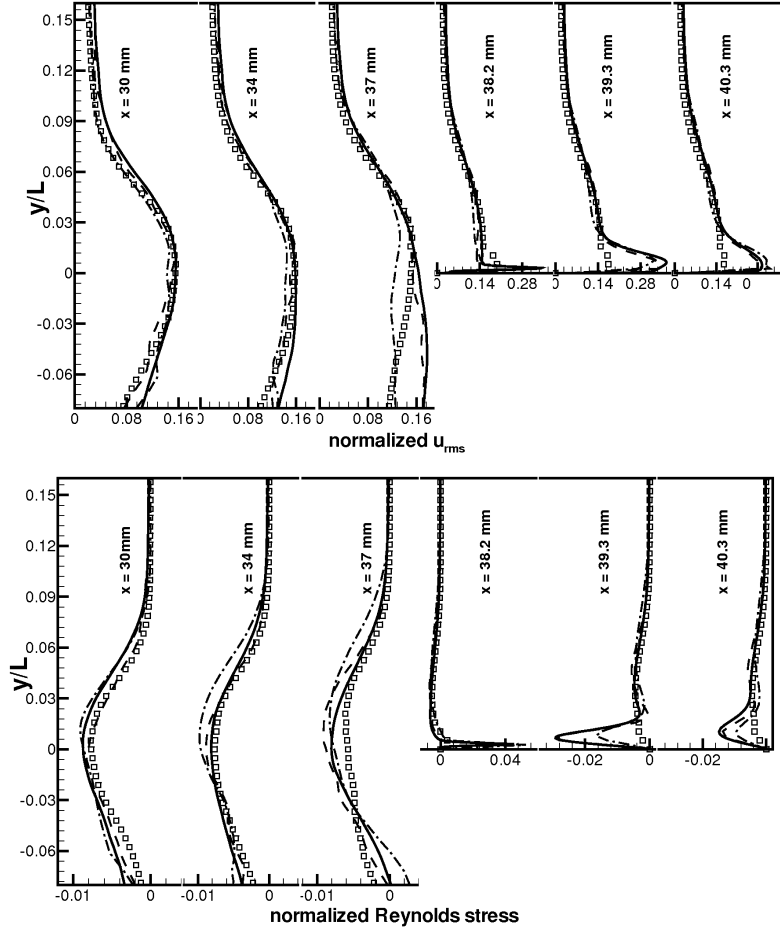 0.15
0.12
0.09
0.06
0.03
0
-0.03
-0.06
y/L
x = 30 mm
x = 34 mm
x = 37 mm
x = 38.2 mm
x = 39.3 mm
x = 40.3 mm
0 0.14 0.28 0 0.14 0.28 0 0.14 0
0 0.08 0.16 0 0.08 0.16 0 0.08 0.16
normalized urms
0.15
0.12
0.09
0.06
0.03
0
-0.03
-0.06
y/L
x = 30mm
x = 34 mm
x = 37 mm
x = 38.2 mm
x = 39.3 mm
x = 40.3 mm
0 0.04 -0.02 0 -0.02
-0.01 0 -0.01 0 -0.01 0
normalized Reynolds stress